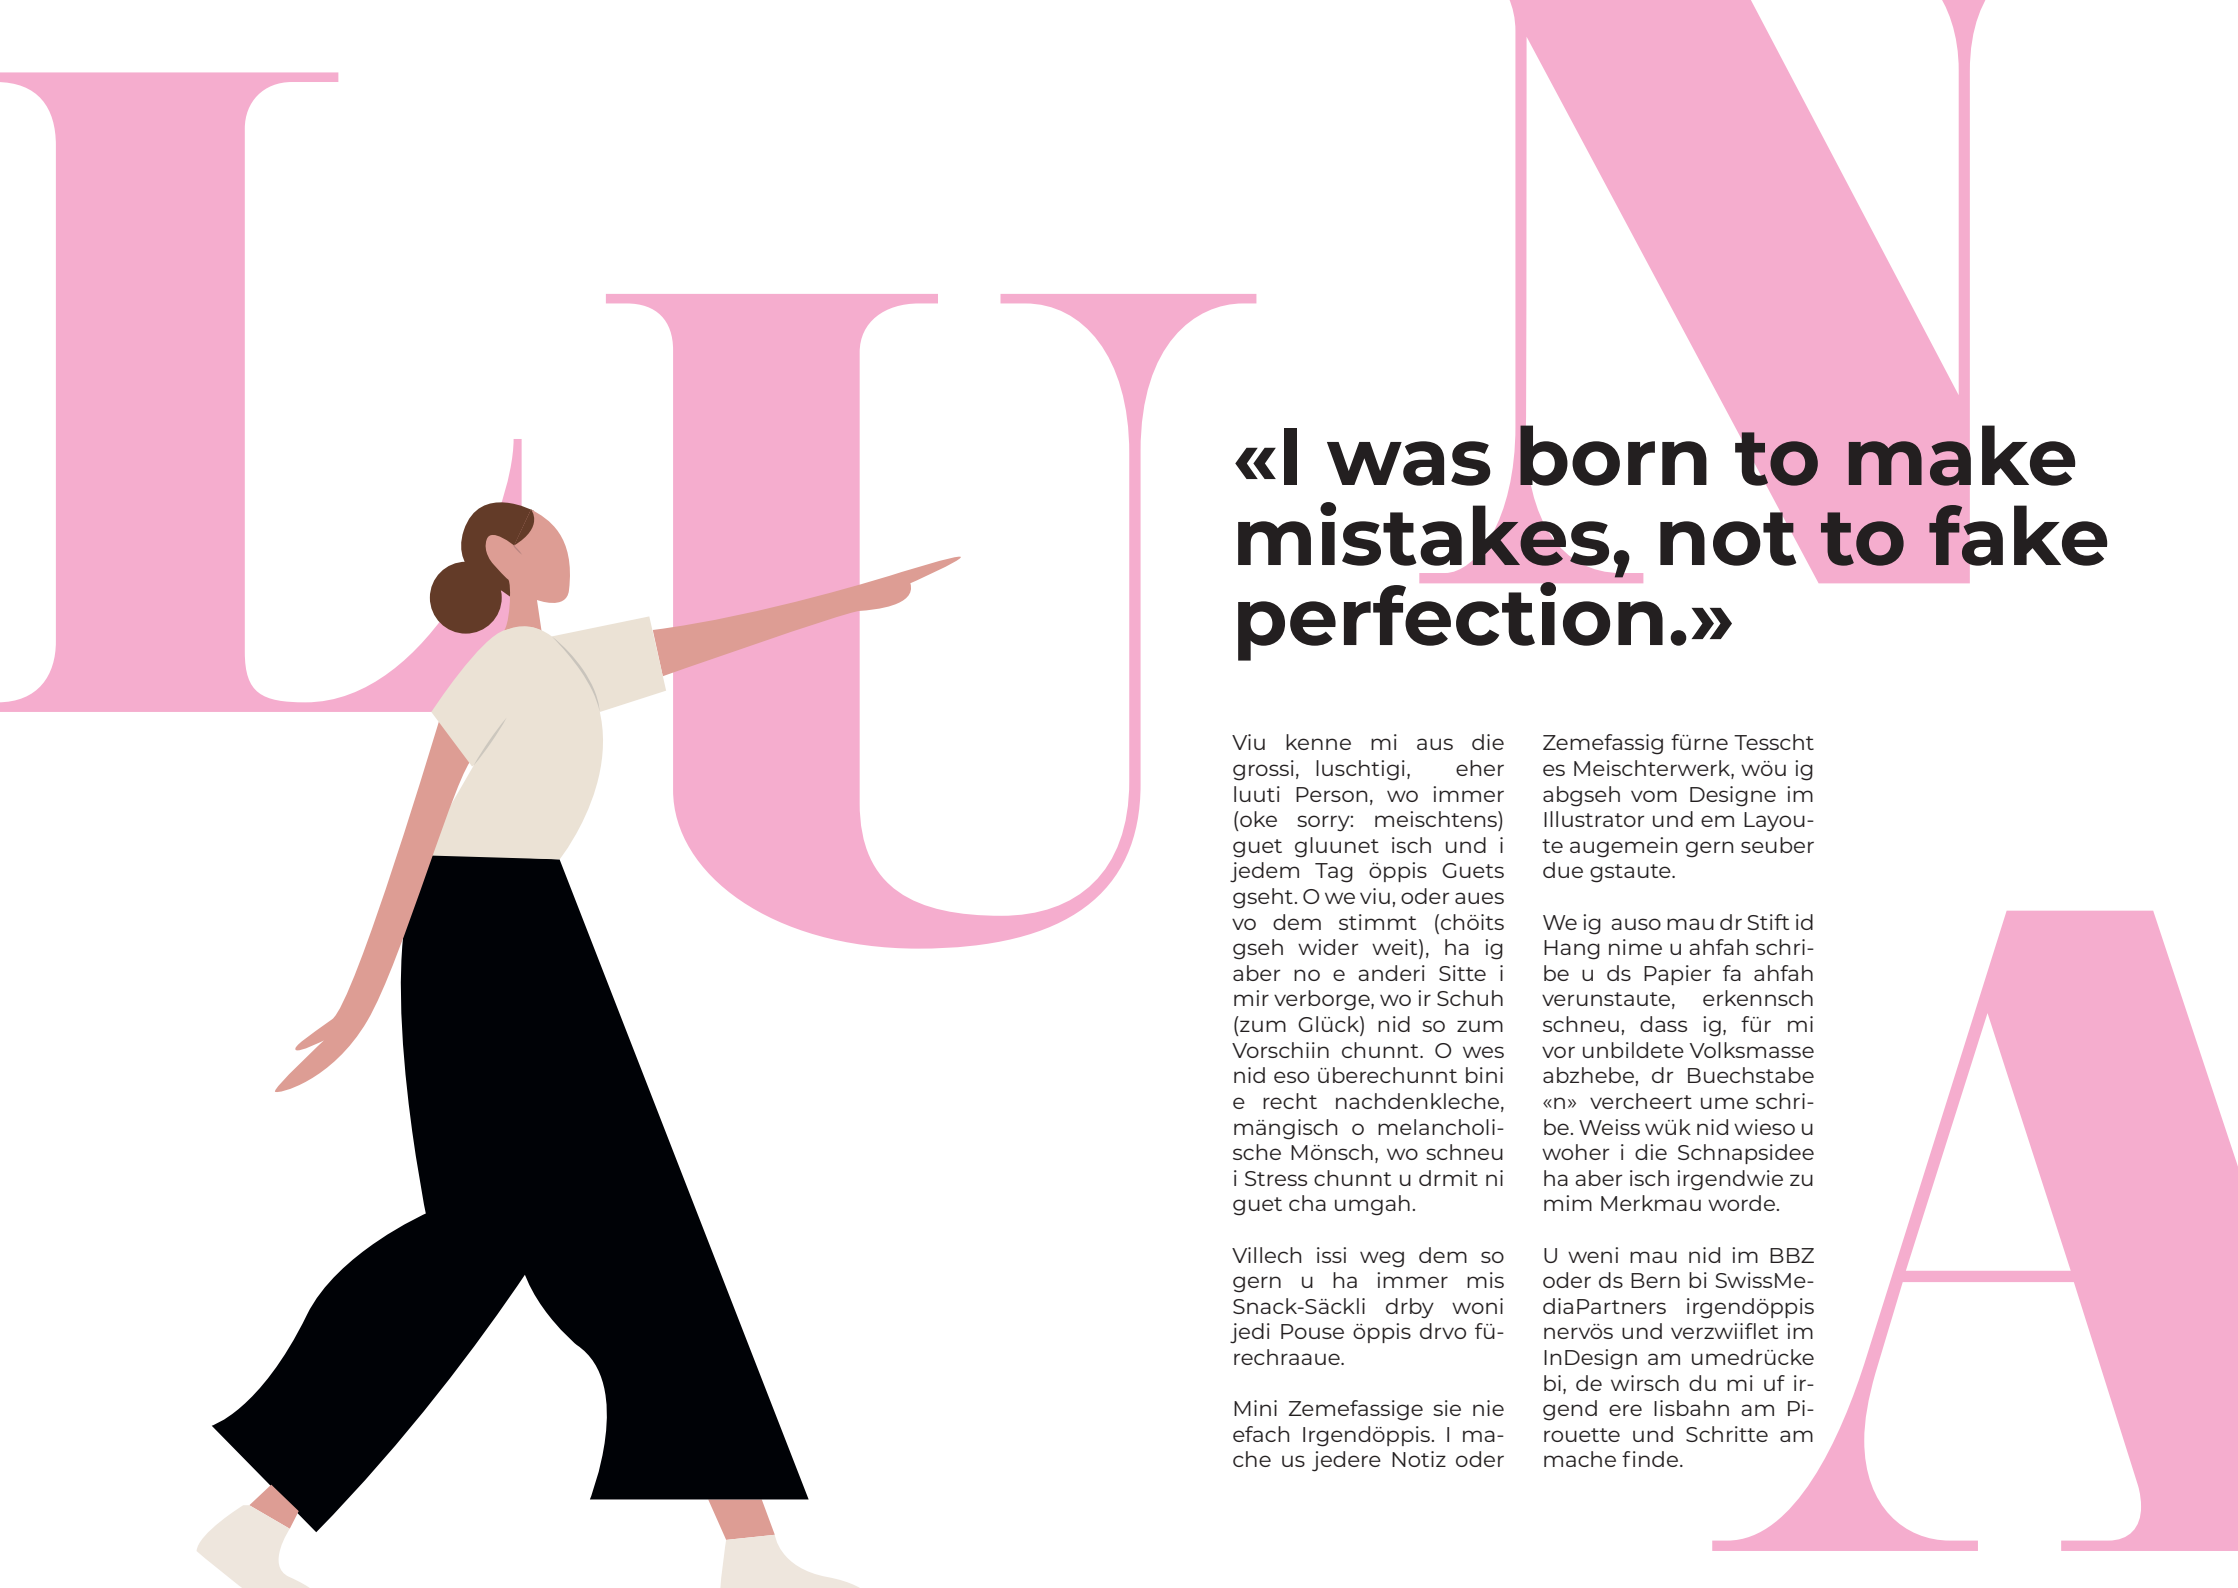 LUNA
«I was born to make
mistakes, not to fake
perfection.»
Viu kenne mi aus die
grossi, luschtigi, eher
luuti Person, wo immer
(oke sorry: meischtens)
guet gluunet isch und i
jedem Tag öppis Guets
gseht. O we viu, oder aues
vo dem stimmt (chöits
gseh wider weit), ha ig
aber no e anderi Sitte i
mir verborge, wo ir Schuh
(zum Glück) nid so zum
Vorschiin chunnt. O wes
nid eso überechunnt bini
e recht nachdenkleche,
mängisch o melancholi-
sche Mönsch, wo schneu
i Stress chunnt u drmit ni
guet cha umgah.
Villech issi weg dem so
gern u ha immer mis
Snack-Säckli drby woni
jedi Pouse öppis drvo fü-
rechraaue.
Mini Zemefassige sie nie
efach Irgendöppis. I ma-
che us jedere Notiz oder
Zemefassig fürne Tesscht
es Meischterwerk, wöu ig
abgseh vom Designe im
Illustrator und em Layou-
te augemein gern seuber
due gstaute.
We ig auso mau dr Stift id
Hang nime u ahfah schri-
be u ds Papier fa ahfah
verunstaute, erkennsch
schneu, dass ig, für mi
vor unbildete Volksmasse
abzhebe, dr Buechstabe
«n» vercheert ume schri-
be. Weiss wük nid wieso u
woher i die Schnapsidee
ha aber isch irgendwie zu
mim Merkmau worde.
U weni mau nid im BBZ
oder ds Bern bi SwissMe-
diaPartners irgendöppis
nervös und verzwiiflet im
InDesign am umedrücke
bi, de wirsch du mi uf ir-
gend ere Iisbahn am Pi-
rouette und Schritte am
mache finde.